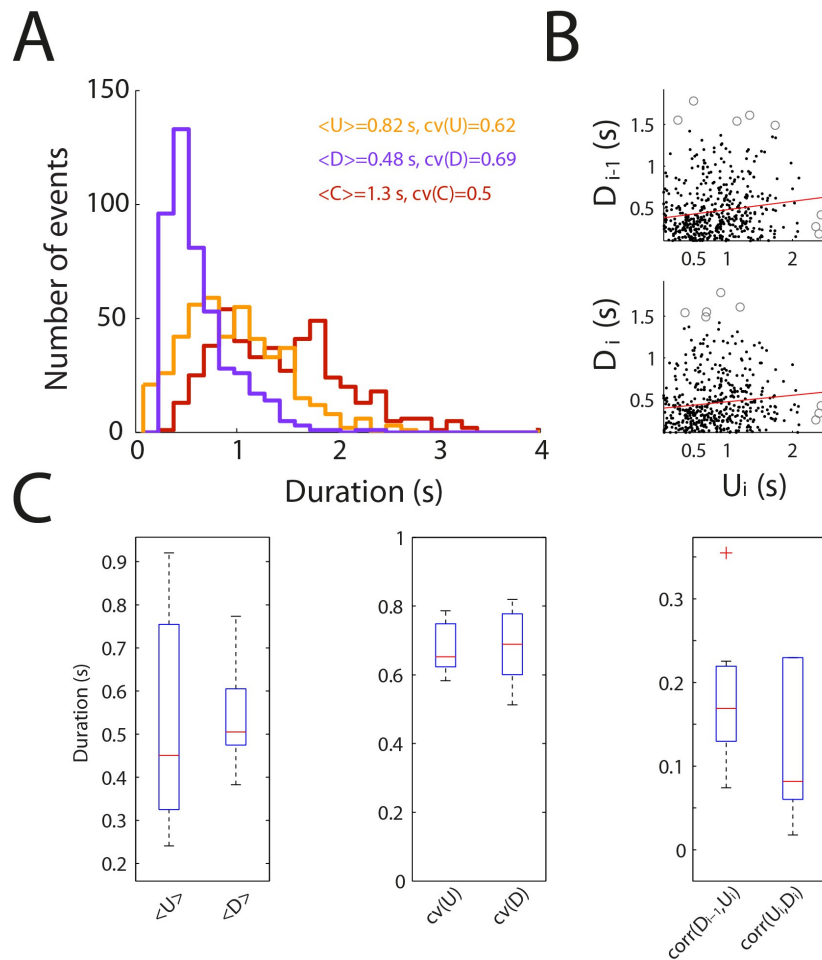 A
150
100
50
0
Number of events
<U>=0.82 s, cv(U)=0.62
<D>=0.48 s, cv(D)=0.69
<C>=1.3 s, cv(C)=0.5
0 1 2 3 4
Duration (s)
B
D i-1 (s)
1.5
1
0.5
0.5 1 2
D i (s)
1.5
1
0.5
0.5 1 2
Ui (s)
C
Duration (s)
0.9
0.8
0.7
0.6
0.5
0.4
0.3
0.2
<U> <D>
1
0.8
0.6
0.4
0.2
0
cv(U) cv(D)
0.3
0.2
0.1
0
corr(Di−1,Ui) corr(Ui,Di)